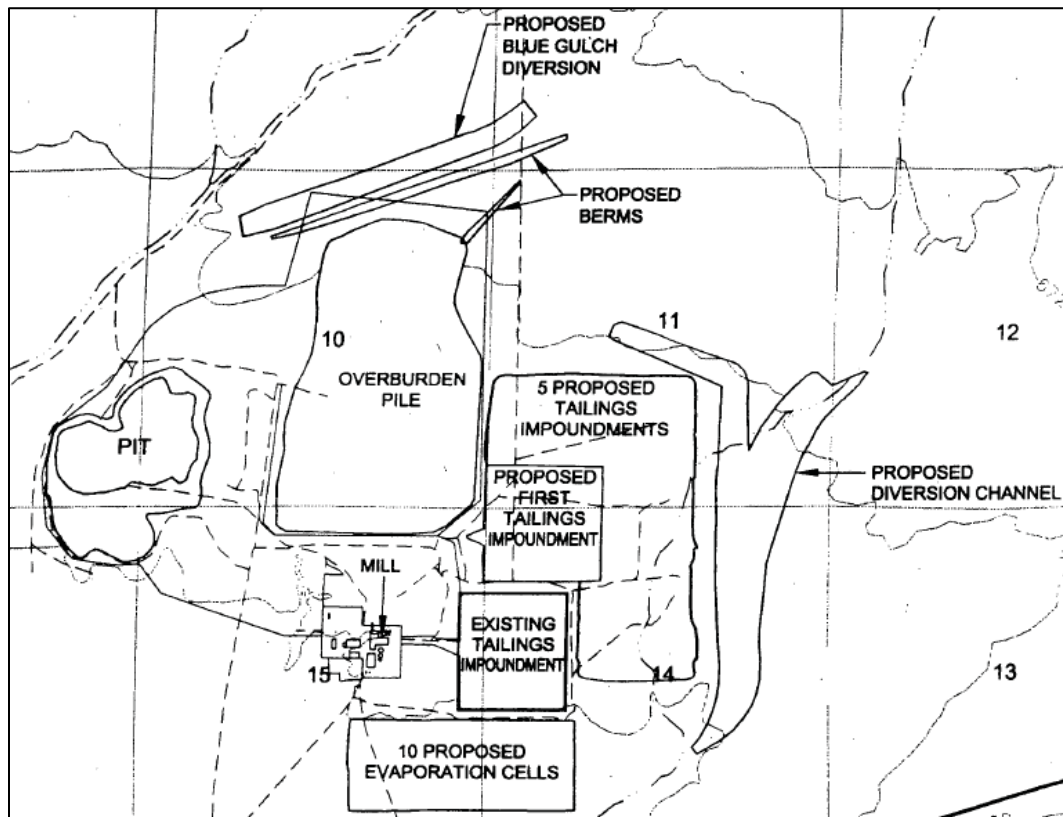 PROPOSED
BLUE GULCH
DIVERSION
PROPOSED
BERMS
10
11
12
OVERBURDEN
PILE
5 PROPOSED
TAILINGS
IMPOUNDMENTS
PIT
PROPOSED
FIRST
TAILINGS
IMPOUNDMENT
PROPOSED
DIVERSION CHANNEL
MILL
EXISTING
TAILINGS
IMPOUNDMENT
15
14
13
10 PROPOSED
EVAPORATION CELLS